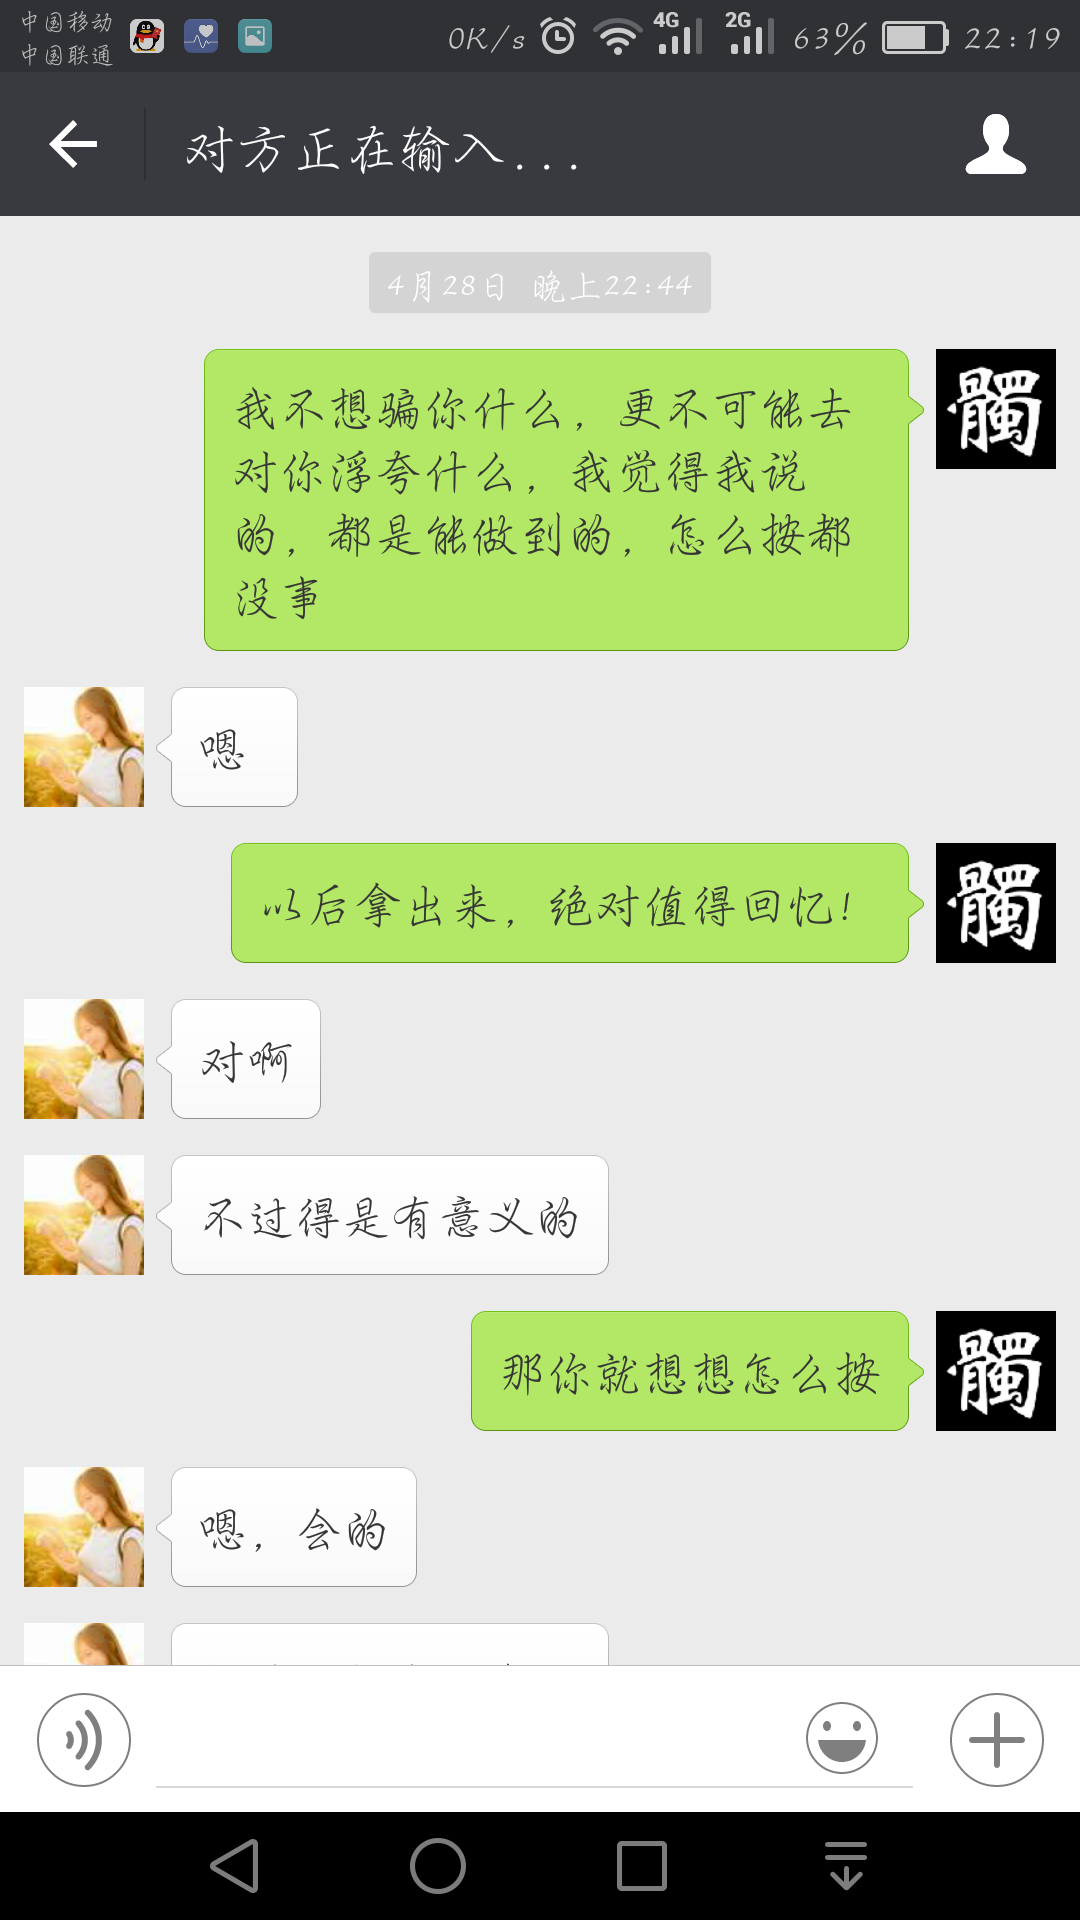 中国移动
中国联通
0K/s
4G
2G
63%
22:19
对方正在输入...
4月28日 晚上22:44
我不想骗你什么，更不可能去
对你浮夸什么，我觉得我说
的，都是能做到的，怎么按都
没事
髑
嗯
以后拿出来，绝对值得回忆!
髑
对啊
不过得是有意义的
那你就想想怎么按
髑
嗯，会的